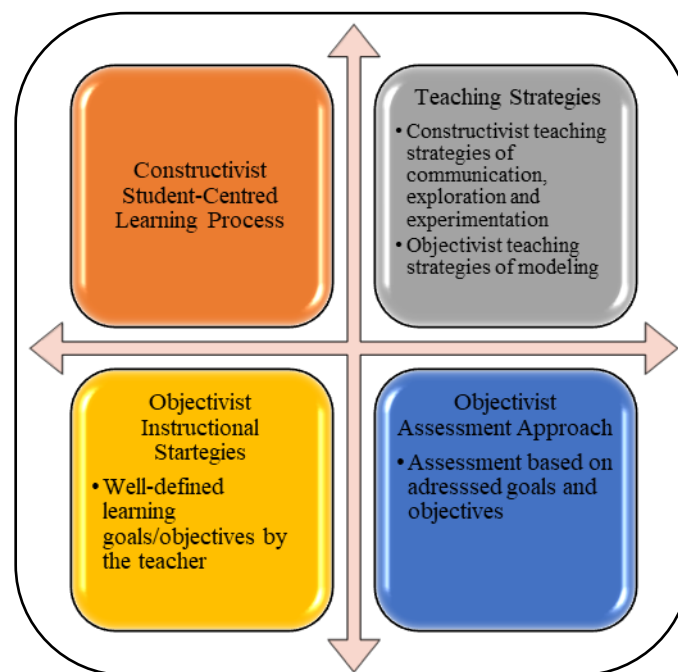 Constructivist
Student-Centred
Learning Process
Teaching Strategies
• Constructivist teaching
strategies of
communication,
exploration and
experimentation
• Objectivist teaching
strategies of modeling
Objectivist
Instructional
Startegies
• Well-defined
learning
goals/objectives by
the teacher
Objectivist
Assessment Approach
• Assessment based on
adresssed goals and
objectives